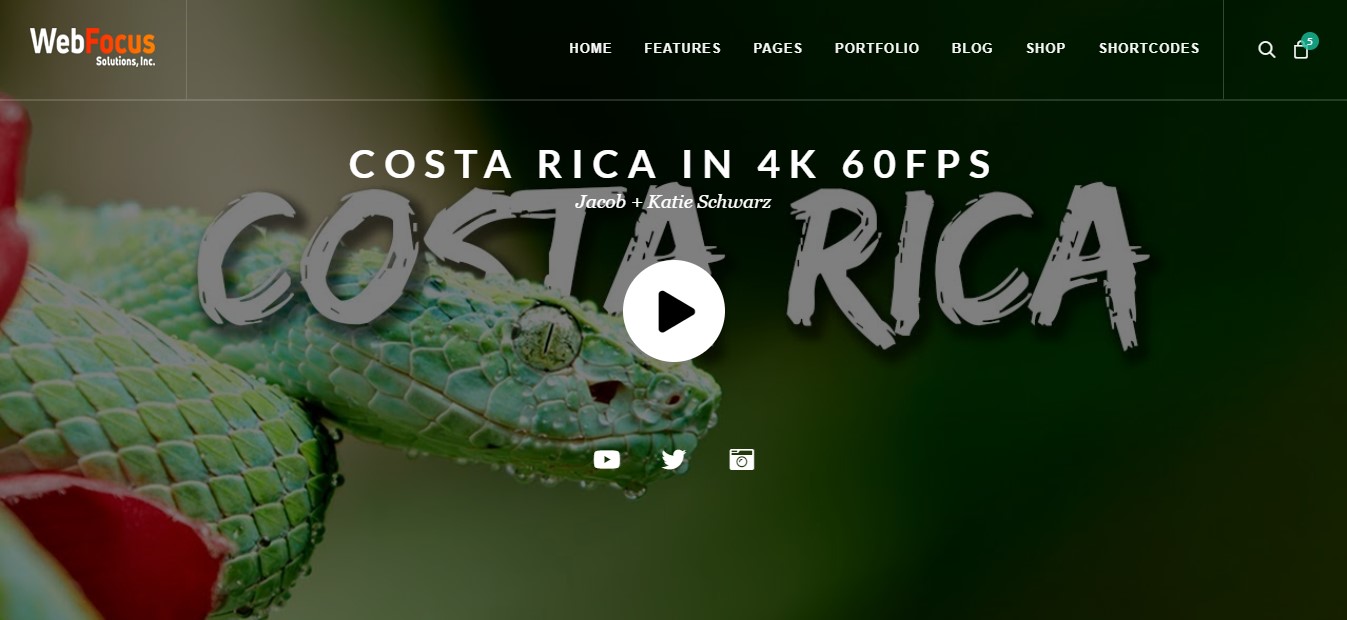 WebFocus
Solutions, Inc.
HOME FEATURES PAGES PORTFOLIO BLOG SHOP SHORTCODES
5
COSTA RICA IN 4K 60FPS
Jacob + Katie Schwarz
COSTA RICA